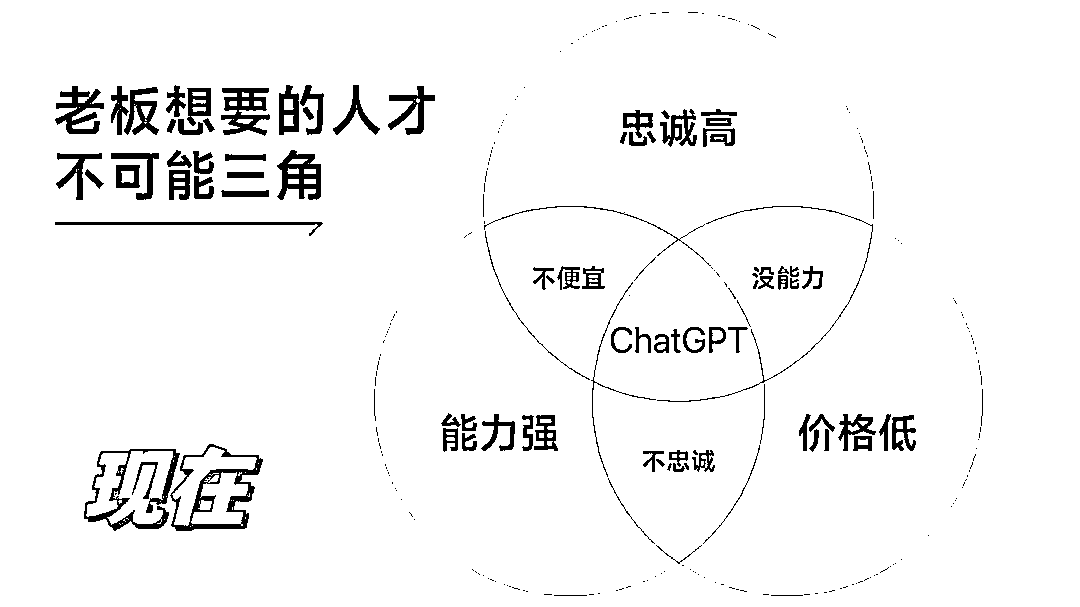 老板想要的人才
不可能三角
忠诚高
不便宜
没能力
ChatGPT
能力强
价格低
不忠诚
现在